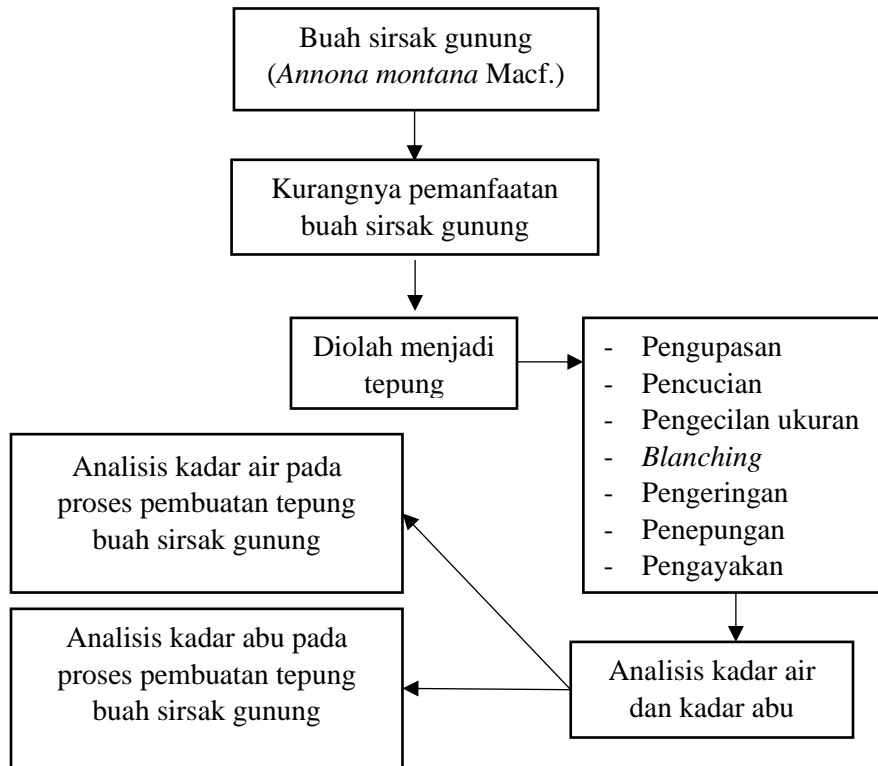 Buah sirsak gunung
(Annona montana Macf.)
Kurangnya pemanfaatan
buah sirsak gunung
Diolah menjadi
tepung
- Pengupasan
- Pencucian
- Pengecilan ukuran
- Blanching
- Pengeringan
- Penepungan
- Pengayakan
Analisis kadar air
dan kadar abu
Analisis kadar air pada
proses pembuatan tepung
buah sirsak gunung
Analisis kadar abu pada
proses pembuatan tepung
buah sirsak gunung